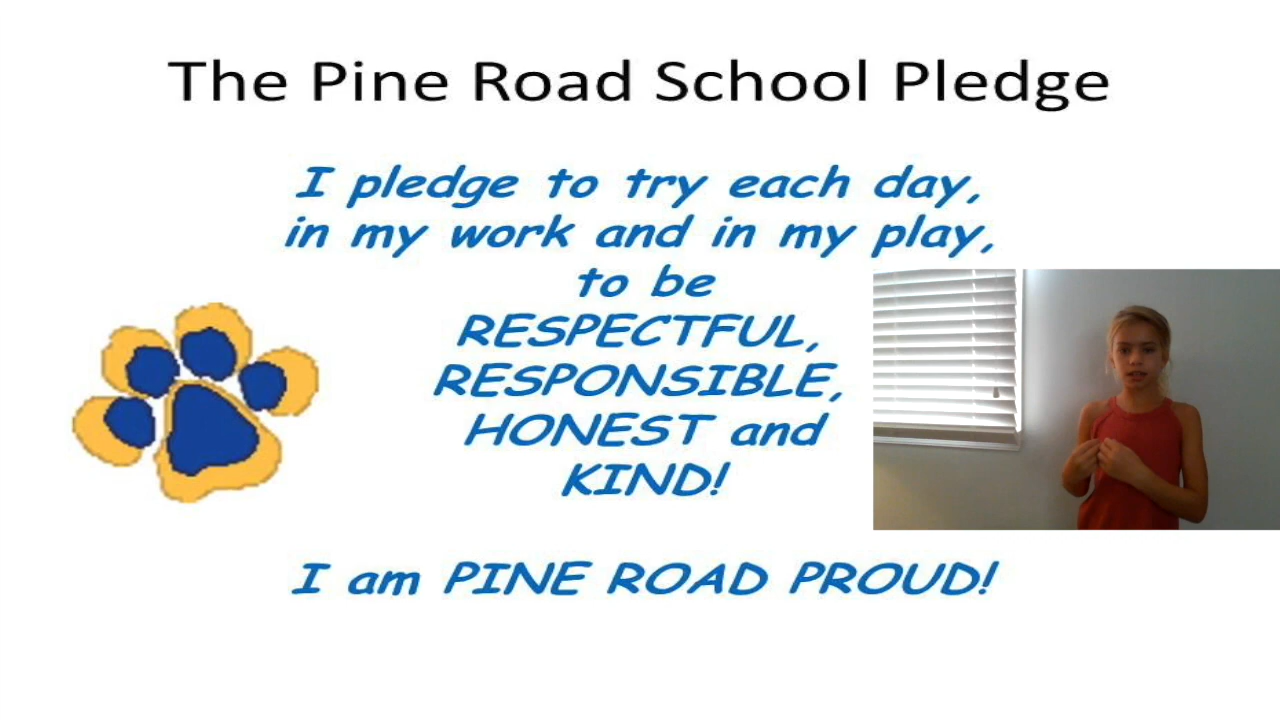 The Pine Road School Pledge
I pledge to try each day,
in my work and in my play,
to be
RESPECTFUL,
RESPONSIBLE,
HONEST and
KIND!
I am PINE ROAD PROUD!